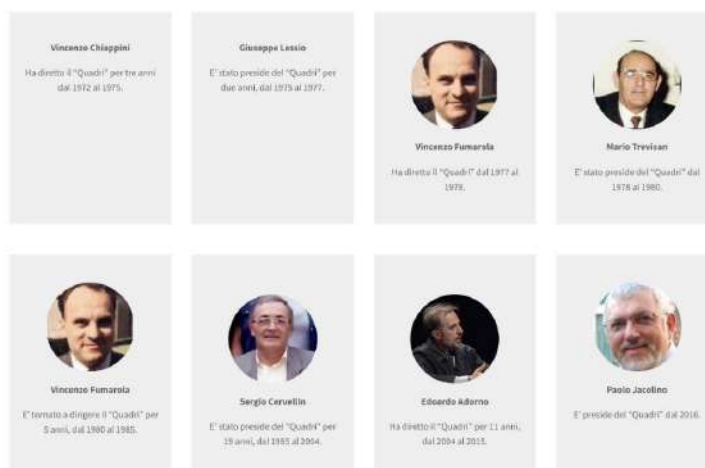 Vincenzo Chiappini
Ha diretto il "Quadri" per tre anni
dal 1972 al 1975.
Giuseppe Lessio
E' stato preside del "Quadri" per
due anni, dal 1975 al 1977.
Vincenzo Fumarola
Ha diretto il "Quadri" dal 1977 al
1978.
Mario Trevisan
E' stato preside del "Quadri" dal
1978 al 1980.
Vincenzo Fumarola
E' tornato a dirigere il "Quadri" per
5 anni, dal 1980 al 1985.
Sergio Cervellin
E' stato preside del "Quadri" per
19 anni, dal 1985 al 2004.
Edoardo Adorno
Ha diretto il "Quadri" per 11 anni,
dal 2004 al 2015.
Paolo Jacolino
E' preside del "Quadri" dal 2016.